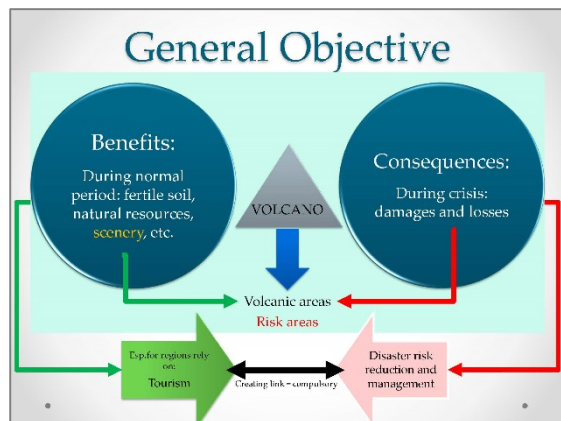 General Objective
Benefits:
During normal
period: fertile soil,
natural resources,
scenery, etc.
VOLCANO
Consequences:
During crisis:
damages and losses
Volcanic areas
Risk areas
Esp.for regions rely
on:
Tourism
Creating link = compulsory
Disaster risk
reduction and
management